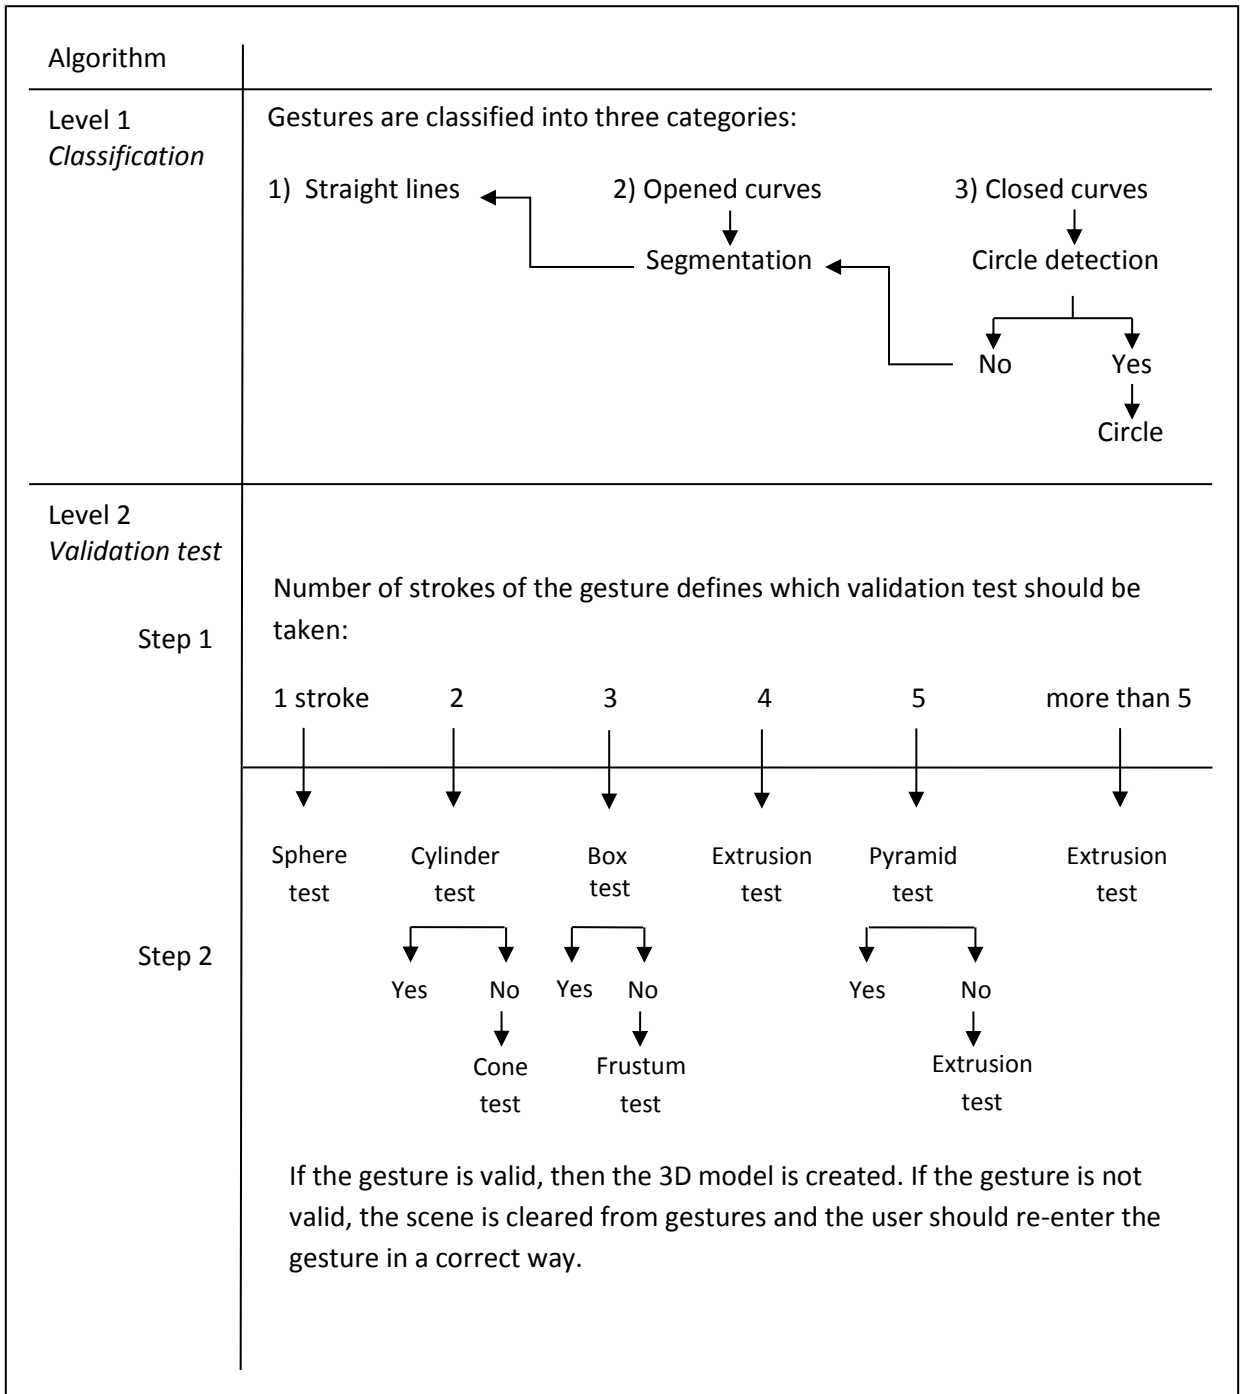 Algorithm
Level 1
Classification
Gestures are classified into three categories:
1) Straight lines
2) Opened curves
3) Closed curves
Segmentation
Circle detection
No
Yes
Circle
Level 2
Validation test
Number of strokes of the gesture defines which validation test should be
taken:
Step 1
1 stroke
2
3
4
5
more than 5
Sphere
test
Cylinder
test
Box
test
Extrusion
test
Pyramid
test
Extrusion
test
Step 2
Yes
No
Yes
No
Yes
No
Cone
test
Frustum
test
Extrusion
test
If the gesture is valid, then the 3D model is created. If the gesture is not
valid, the scene is cleared from gestures and the user should re-enter the
gesture in a correct way.